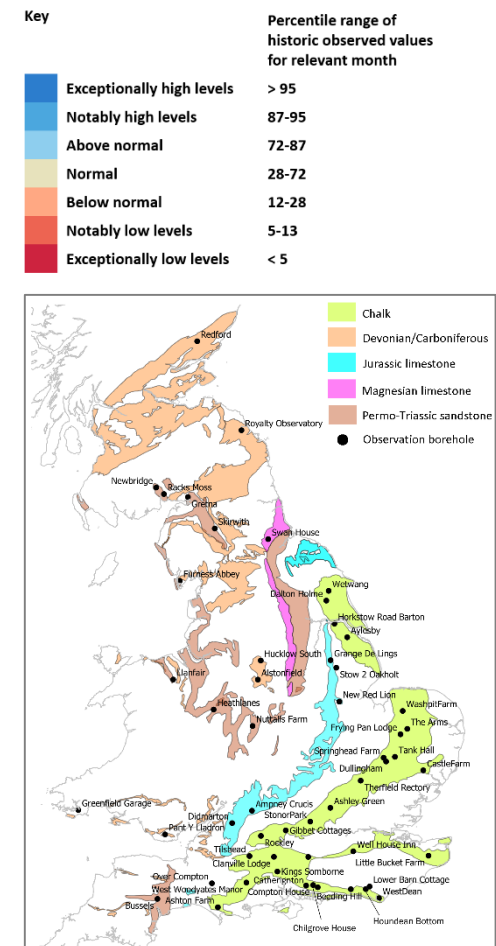 Key
Percentile range of
historic observed values
for relevant month
Exceptionally high levels > 95
Notably high levels 87-95
Above normal 72-87
Normal 28-72
Below normal 12-28
Notably low levels 5-13
Exceptionally low levels < 5
Chalk
Devonian/Carboniferous
Jurassic limestone
Magnesian limestone
Permo-Triassic sandstone
Observation borehole
Redford
Royalty Observatory
Newbridge
Racks Moss
Gretna
Skirwith
Swan House
Furness Abbey
Wetwang
Dalton Holme
Horkstow Road Barton
Aylesby
Hucklow South
Grange De Lings
Llanfair
Alstonfield
Stow 2 Oakholt
New Red Lion
Heathlanes
WashpitFarm
Nuttalls Farm
The Arms
Frying Pan Lodge
Springhead Farm
Tank Hall
Dullingham
CastleFarm
Therfield Rectory
Greenfield Garage
Ampney Crucis
Ashley Green
Didmarton
StonorPark
Pant Y Lladron
Gibbet Cottages
Rockley
Tilshead
Well House Inn
Clanville Lodge
Little Bucket Farm
Kings Somborne
Over Compton
Catherington
Lower Barn Cottage
West Woodyates Manor
Compton House
Beeding Hill
WestDean
Bussels
Ashton Farm
Houndean Bottom
Chilgrove House